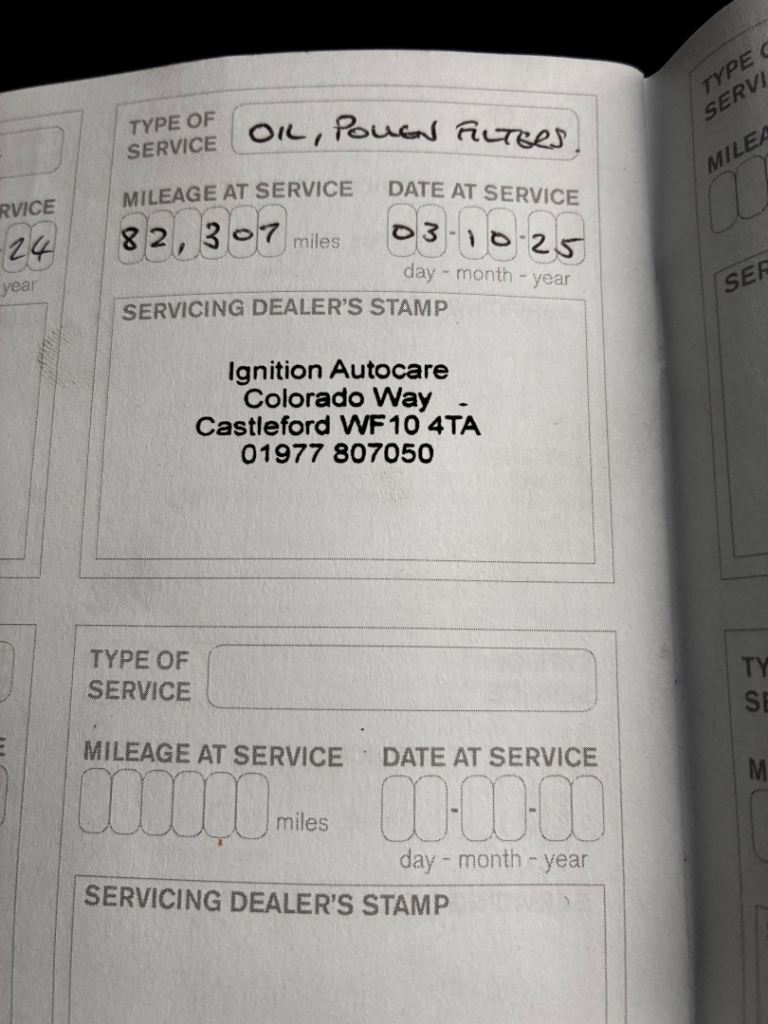 TYPE OF
SERVICE
OIL, POLLEN FILTERS.
MILEAGE AT SERVICE
82,307 miles
DATE AT SERVICE
03-10-25
day - month - year
SERVICING DEALER'S STAMP
Ignition Autocare
Colorado Way
Castleford WF10 4TA
01977 807050
TYPE OF
SERVICE
MILEAGE AT SERVICE
miles
DATE AT SERVICE
day - month - year
SERVICING DEALER'S STAMP
24
year